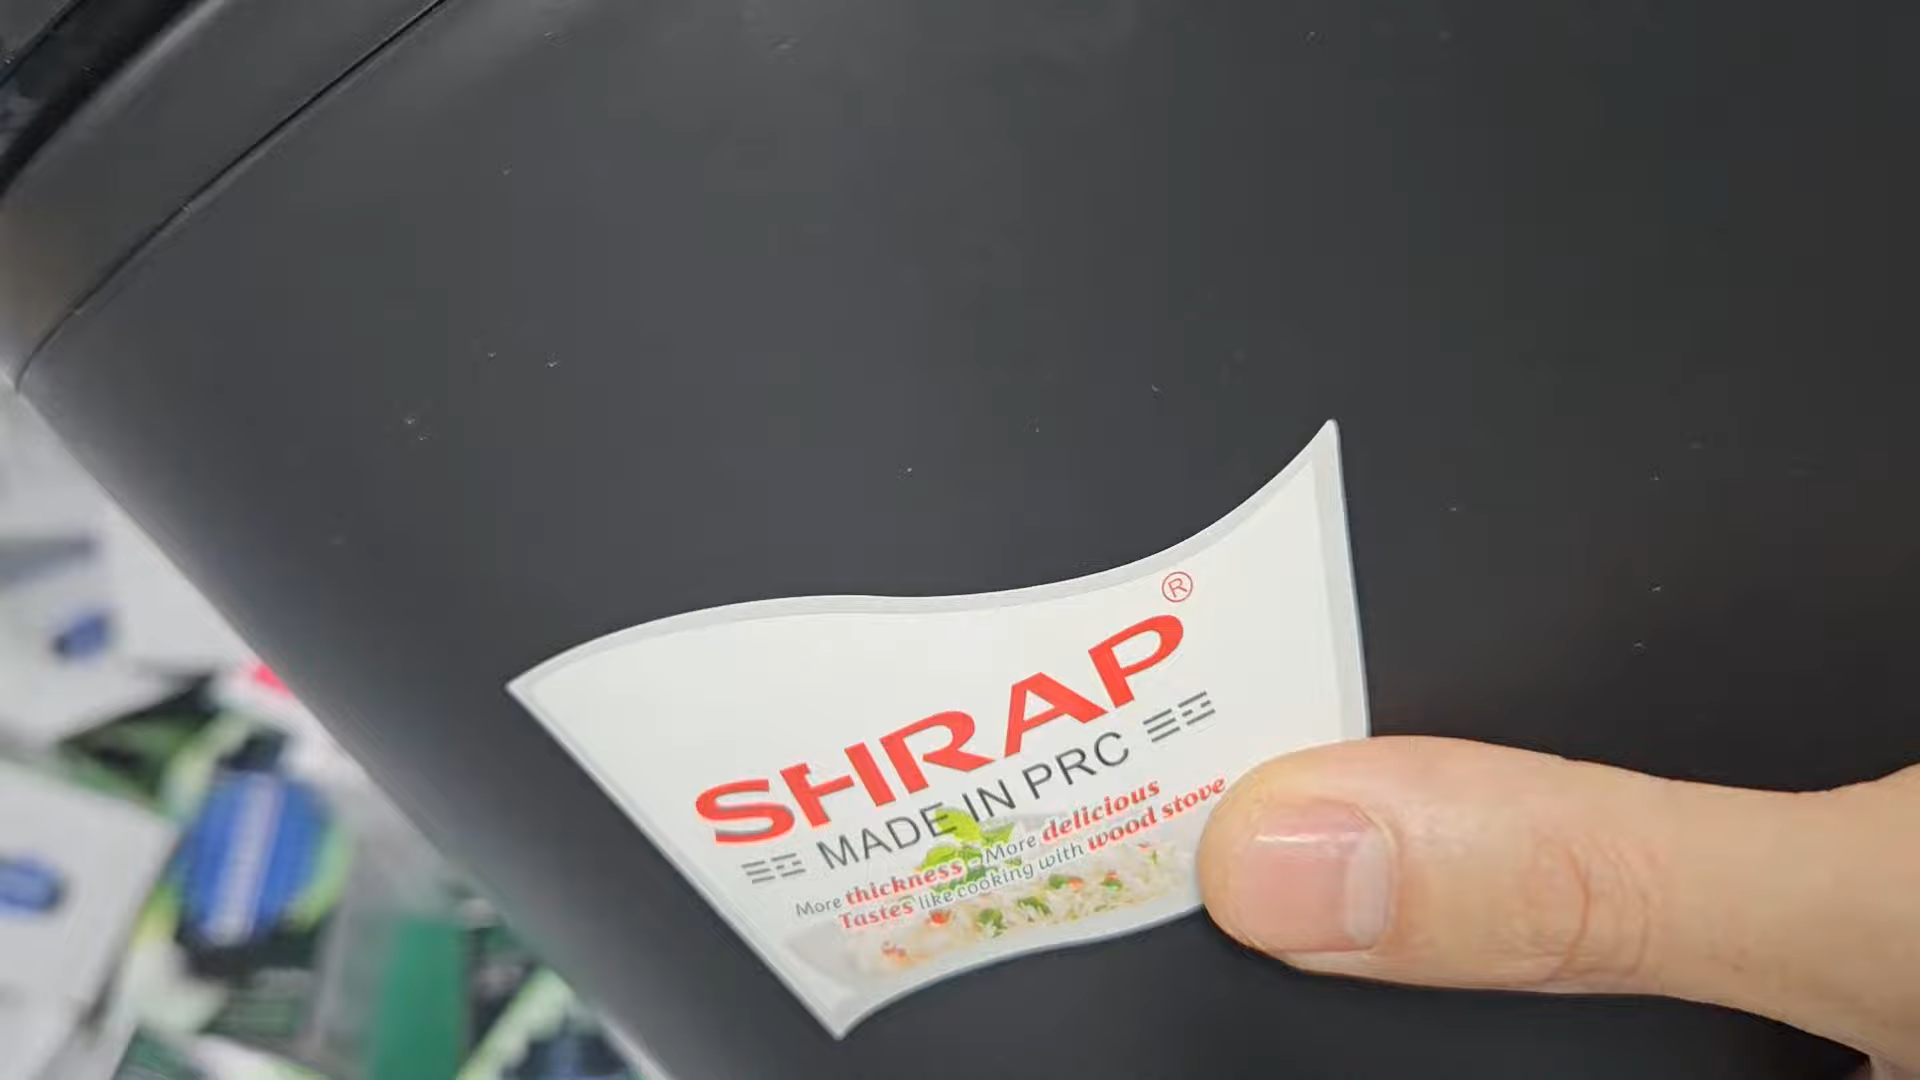 SHRAP®
MADE IN PRC
More thickness - More delicious
Tastes like cooking with wood stove